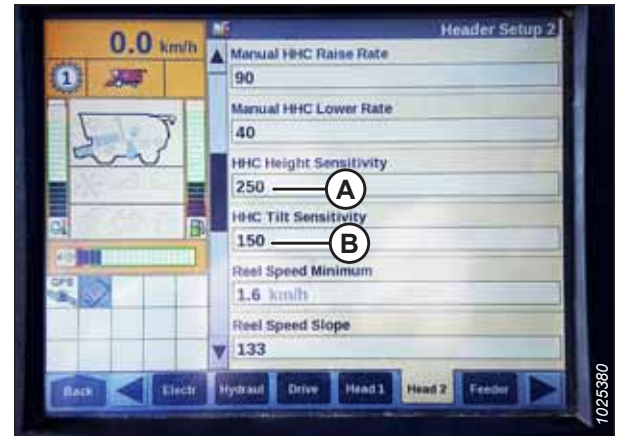 0.0 km/h
Header Setup 2
1
Manual HHC Raise Rate
90
Manual HHC Lower Rate
40
HHC Height Sensitivity
250
A
HHC Tilt Sensitivity
150
B
Reel Speed Minimum
1.6 km/h
Reel Speed Slope
133
GPS
Back
Electr
Hydraul
Drive
Head 1
Head 2
Feeder
1025380